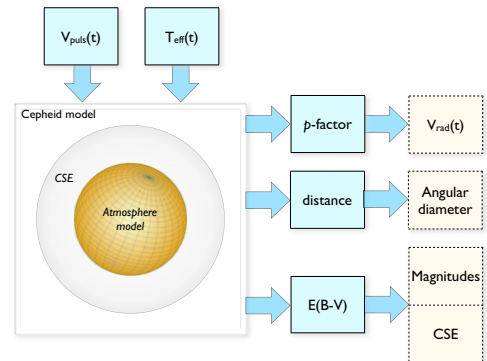 Vpuls(t)
Teff(t)
Cepheid model
CSE
Atmosphere
model
p-factor
Vrad(t)
distance
Angular
diameter
E(B-V)
Magnitudes
CSE